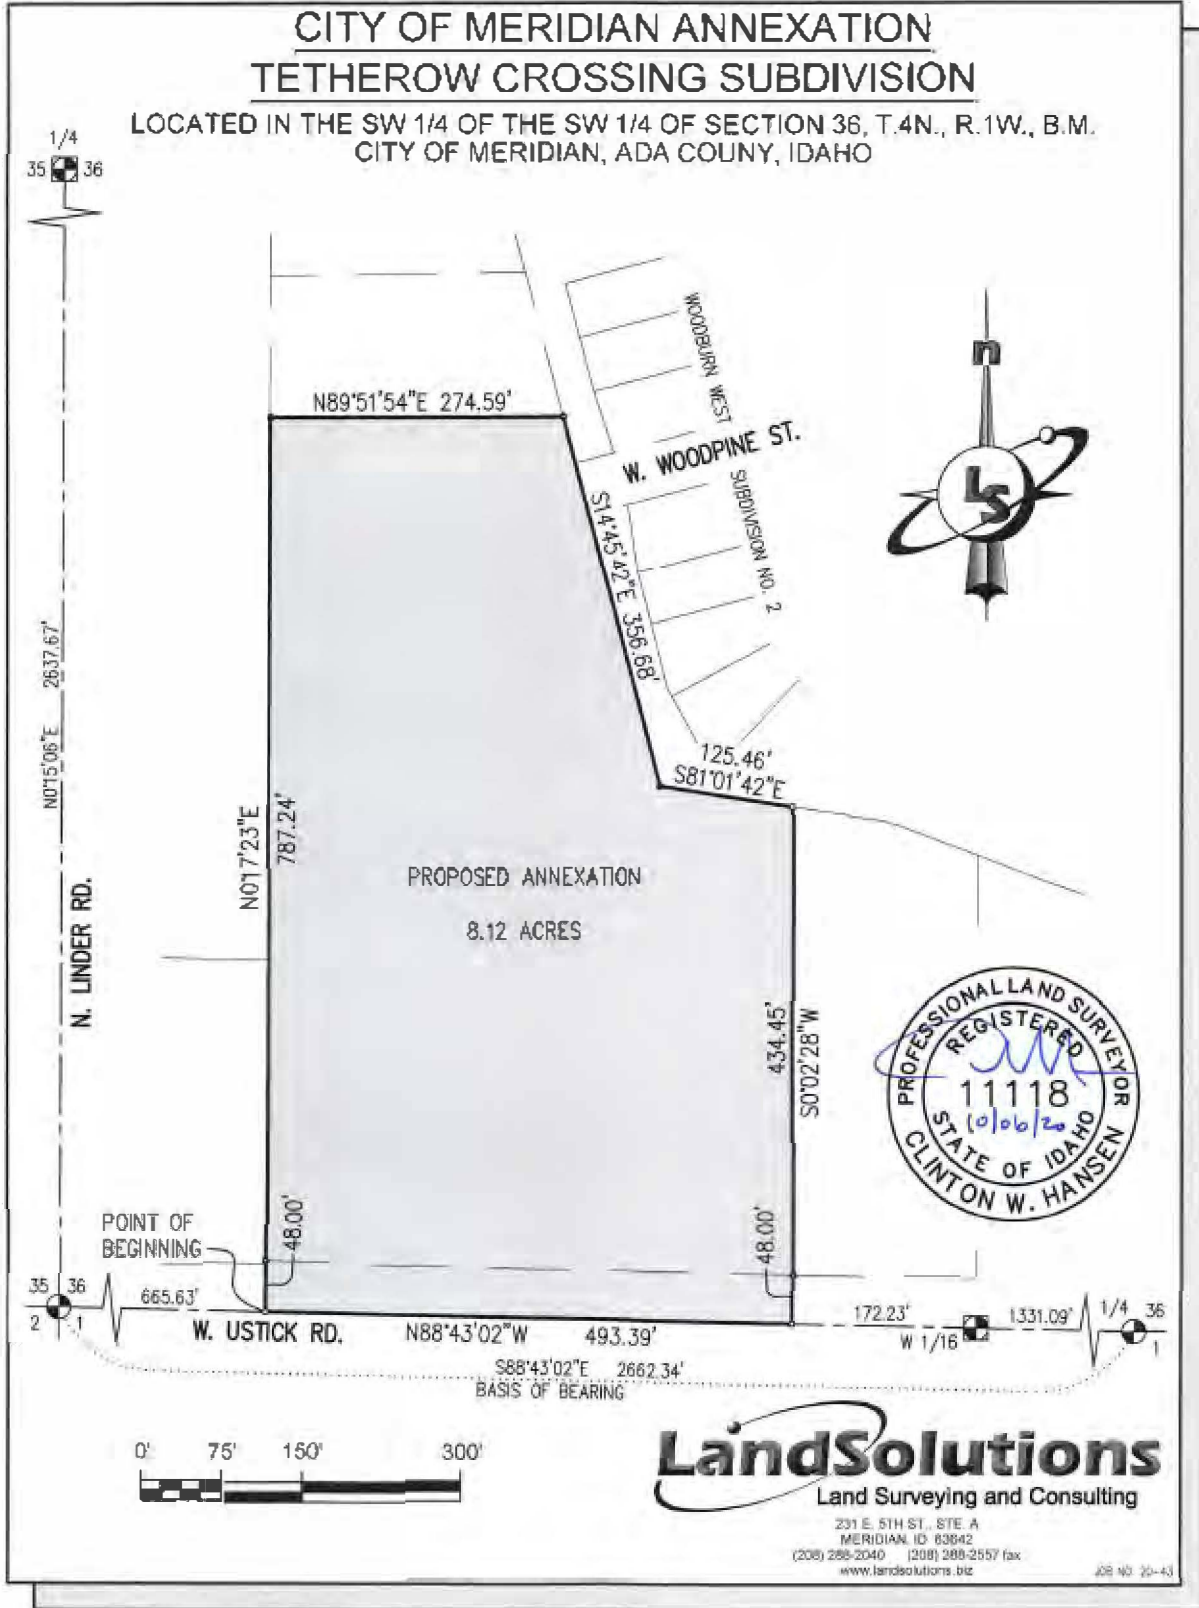 CITY OF MERIDIAN ANNEXATION
TETHEROW CROSSING SUBDIVISION
LOCATED IN THE SW 1/4 OF THE SW 1/4 OF SECTION 36, T.4N., R.1W., B.M.
CITY OF MERIDIAN, ADA COUNY, IDAHO
1/4
35 36
N89°51'54"E 274.59'
WOODBURN WEST
SUBDIVISION NO. 2
W. WOODPINE ST.
n
LS
S14°45'42"E 356.68'
N0°15'06"E 2637.67'
N. LINDER RD.
125.46'
S81°01'42"E
N0°17'23"E
787.24'
PROPOSED ANNEXATION
8.12 ACRES
434.45'
S0°02'28"W
PROFESSIONAL LAND SURVEYOR
REGISTERED
11118
10/06/20
STATE OF IDAHO
CLINTON W. HANSEN
POINT OF
BEGINNING
48.00'
48.00'
35 36
2 1
665.63'
W. USTICK RD.
N88°43'02"W 493.39'
172.23'
W 1/16
1331.09'
1/4 36
1
S88°43'02"E 2662.34'
BASIS OF BEARING
0' 75' 150' 300'
LandSolutions
Land Surveying and Consulting
231 E. 5TH ST., STE. A
MERIDIAN, ID 83642
(208) 288-2040 (208) 288-2557 fax
www.landsolutions.biz
JOB NO. 20-43